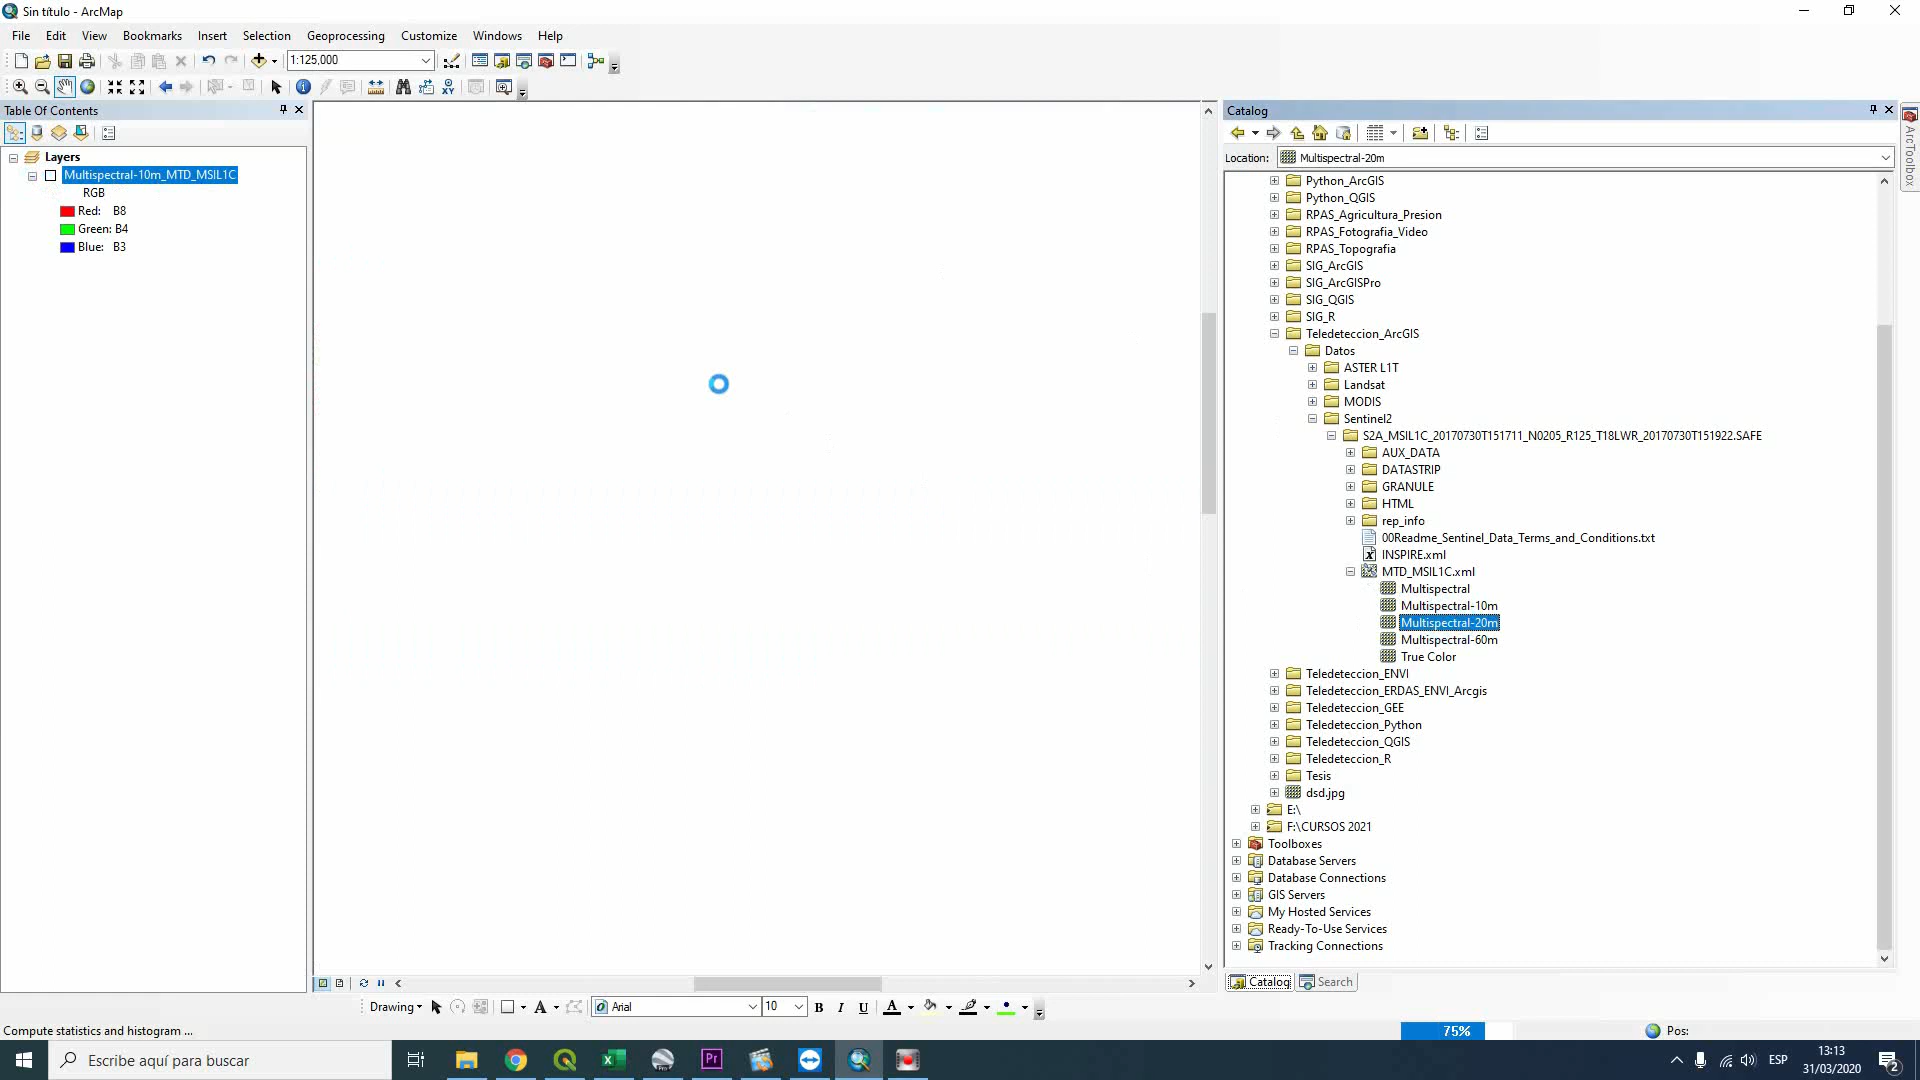 Sin título - ArcMap
File Edit View Bookmarks Insert Selection Geoprocessing Customize Windows Help
1:125,000
Table Of Contents
Layers
Multispectral-10m_MTD_MSIL1C
RGB
Red: B8
Green: B4
Blue: B3
Catalog
Location: Multispectral-20m
Python_ArcGIS
Python_QGIS
RPAS_Agricultura_Presion
RPAS_Fotografia_Video
RPAS_Topografia
SIG_ArcGIS
SIG_ArcGISPro
SIG_QGIS
SIG_R
Teledeteccion_ArcGIS
Datos
ASTER L1T
Landsat
MODIS
Sentinel2
S2A_MSIL1C_20170730T151711_N0205_R125_T18LWR_20170730T151922.SAFE
AUX_DATA
DATASTRIP
GRANULE
HTML
rep_info
00Readme_Sentinel_Data_Terms_and_Conditions.txt
INSPIRE.xml
MTD_MSIL1C.xml
Multispectral
Multispectral-10m
Multispectral-20m
Multispectral-60m
True Color
Teledeteccion_ENVI
Teledeteccion_ERDAS_ENVI_Arcgis
Teledeteccion_GEE
Teledeteccion_Python
Teledeteccion_QGIS
Teledeteccion_R
Tesis
dsd.jpg
E:\
F:\CURSOS 2021
Toolboxes
Database Servers
Database Connections
GIS Servers
My Hosted Services
Ready-To-Use Services
Tracking Connections
Catalog Search
ArcToolbox
Drawing Arial 10 B I U A
Compute statistics and histogram ... 75% Pos:
Escribe aquí para buscar
ESP
13:13
31/03/2020
2